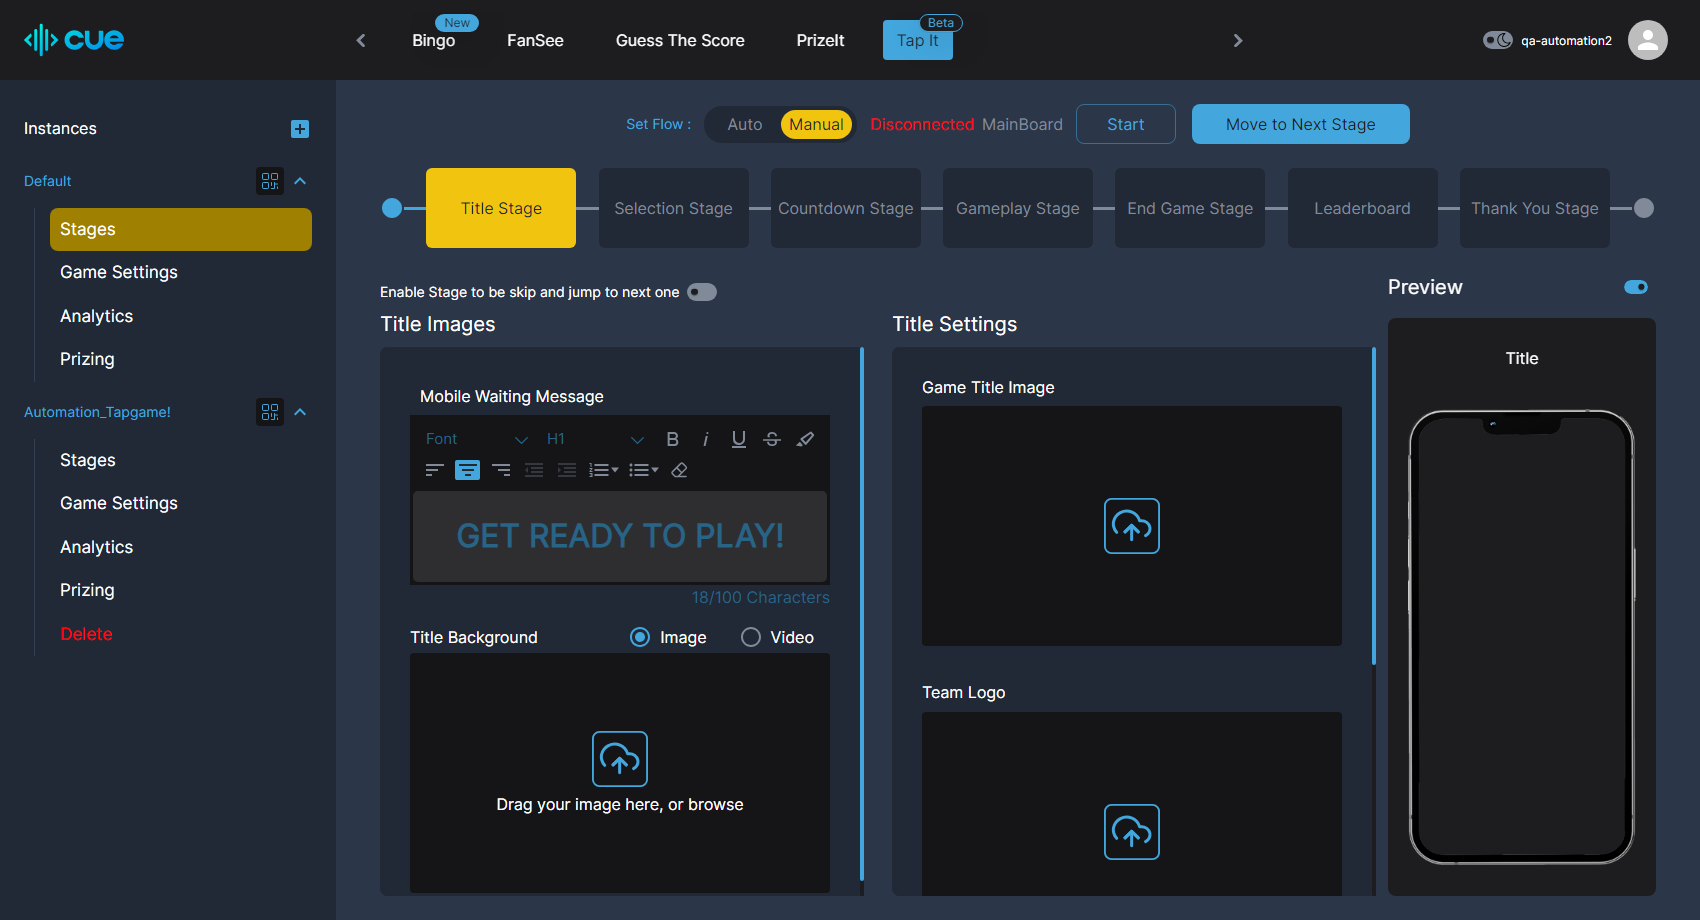 cue
New
Bingo
FanSee
Guess The Score
PrizeIt
Beta
Tap It
qa-automation2
Instances
Default
Stages
Game Settings
Analytics
Prizing
Automation_Tapgame!
Stages
Game Settings
Analytics
Prizing
Delete
Set Flow :
Auto
Manual
Disconnected MainBoard
Start
Move to Next Stage
Title Stage
Selection Stage
Countdown Stage
Gameplay Stage
End Game Stage
Leaderboard
Thank You Stage
Enable Stage to be skip and jump to next one
Title Images
Mobile Waiting Message
Font
H1
B
i
U
S
GET READY TO PLAY!
18/100 Characters
Title Background
Image
Video
Drag your image here, or browse
Title Settings
Game Title Image
Team Logo
Preview
Title